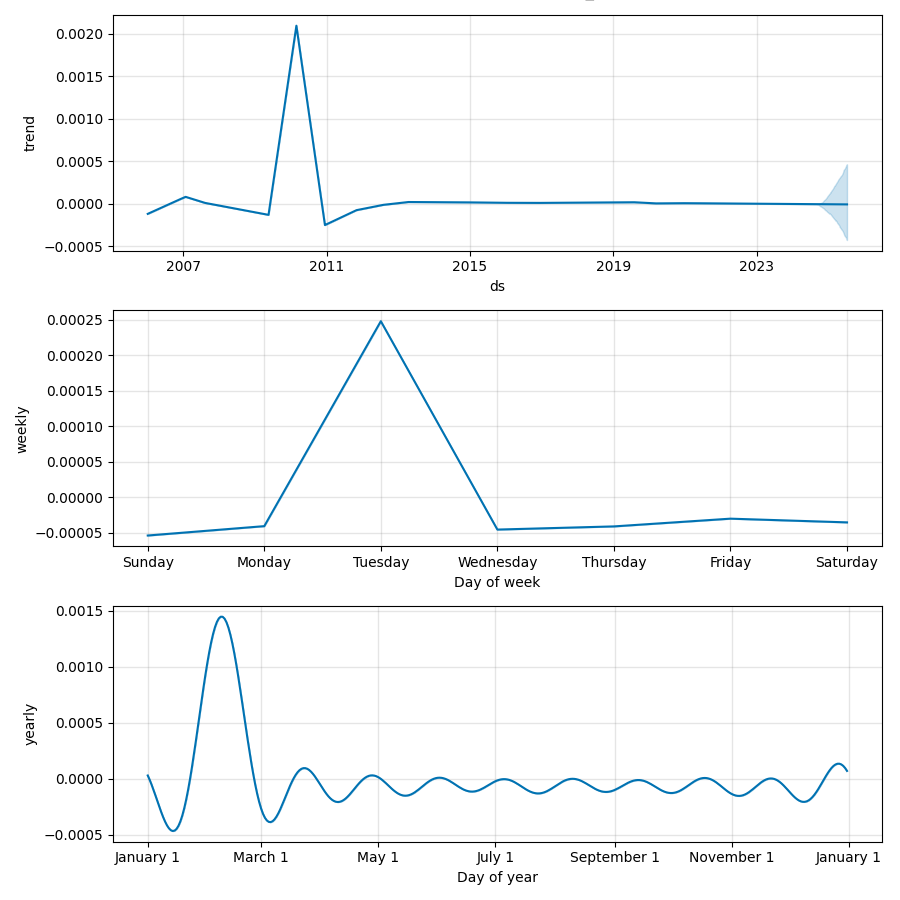 0.0020
0.0015
0.0010
0.0005
0.0000
−0.0005
trend
2007 2011 2015 2019 2023
ds
0.00025
0.00020
0.00015
0.00010
0.00005
0.00000
−0.00005
weekly
Sunday Monday Tuesday Wednesday Thursday Friday Saturday
Day of week
0.0015
0.0010
0.0005
0.0000
−0.0005
yearly
January 1 March 1 May 1 July 1 September 1 November 1 January 1
Day of year